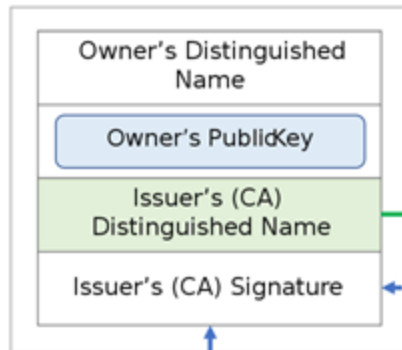 Owner's Distinguished
Name
Owner's PublicKey
Issuer's (CA)
Distinguished Name
Issuer's (CA) Signature